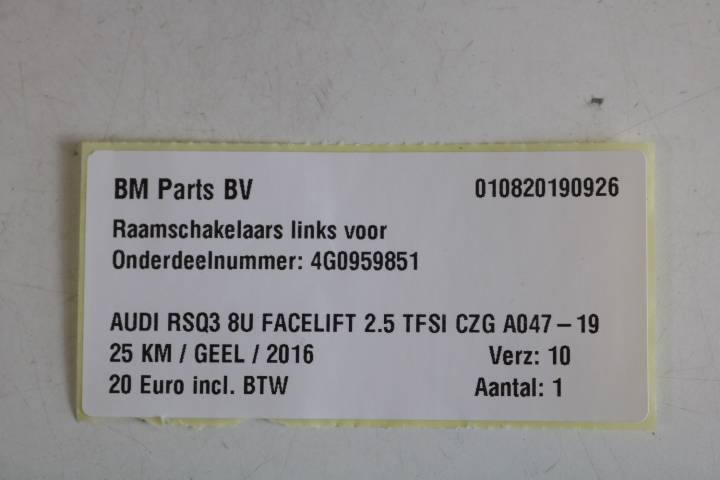 BM Parts BV 010820190926
Raamschakelaars links voor
Onderdeelnummer: 4G0959851
AUDI RSQ3 8U FACELIFT 2.5 TFSI CZG A047 – 19
25 KM / GEEL / 2016 Verz: 10
20 Euro incl. BTW Aantal: 1